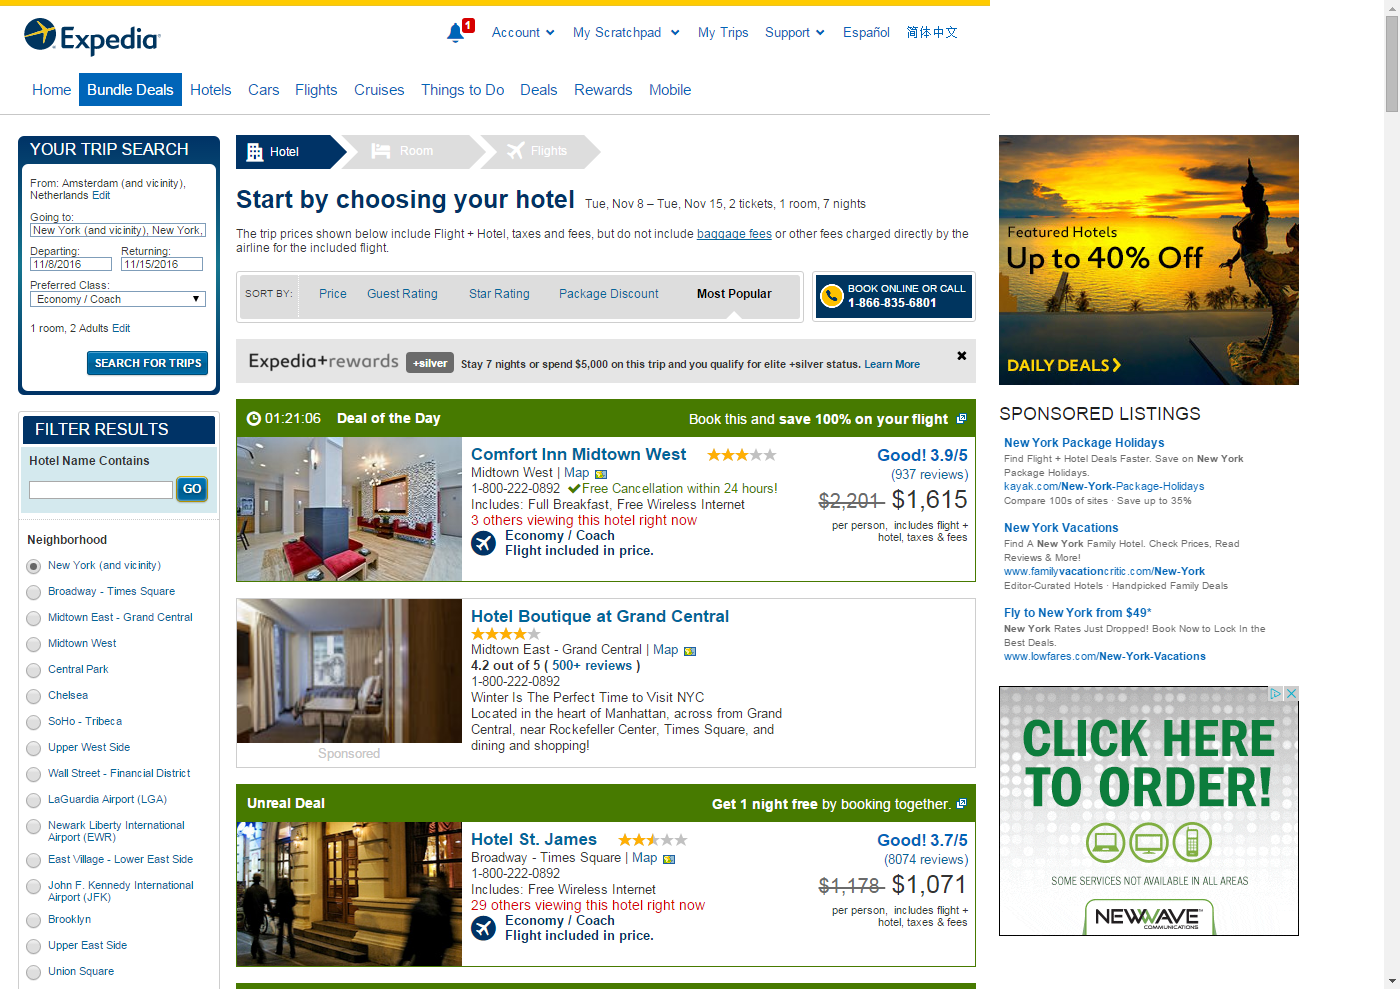 Expedia
1
Account
My Scratchpad
My Trips
Support
Español
简体中文
Home
Bundle Deals
Hotels
Cars
Flights
Cruises
Things to Do
Deals
Rewards
Mobile
YOUR TRIP SEARCH
From: Amsterdam (and vicinity),
Netherlands Edit
Going to:
New York (and vicinity), New York,
Departing:
Returning:
11/8/2016
11/15/2016
Preferred Class:
Economy / Coach
1 room, 2 Adults Edit
SEARCH FOR TRIPS
FILTER RESULTS
Hotel Name Contains
GO
Neighborhood
New York (and vicinity)
Broadway - Times Square
Midtown East - Grand Central
Midtown West
Central Park
Chelsea
SoHo - Tribeca
Upper West Side
Wall Street - Financial District
LaGuardia Airport (LGA)
Newark Liberty International
Airport (EWR)
East Village - Lower East Side
John F. Kennedy International
Airport (JFK)
Brooklyn
Upper East Side
Union Square
Hotel
Room
Flights
Start by choosing your hotel
Tue, Nov 8 – Tue, Nov 15, 2 tickets, 1 room, 7 nights
The trip prices shown below include Flight + Hotel, taxes and fees, but do not include baggage fees or other fees charged directly by the
airline for the included flight.
SORT BY:
Price
Guest Rating
Star Rating
Package Discount
Most Popular
BOOK ONLINE OR CALL
1-866-835-6801
Expedia+rewards
+silver
Stay 7 nights or spend $5,000 on this trip and you qualify for elite +silver status. Learn More
01:21:06
Deal of the Day
Book this and save 100% on your flight
Comfort Inn Midtown West
Midtown West | Map
1-800-222-0892
Free Cancellation within 24 hours!
Includes: Full Breakfast, Free Wireless Internet
3 others viewing this hotel right now
Economy / Coach
Flight included in price.
Good! 3.9/5
(937 reviews)
$2,201 $1,615
per person, includes flight +
hotel, taxes & fees
Hotel Boutique at Grand Central
Midtown East - Grand Central | Map
4.2 out of 5 ( 500+ reviews )
1-800-222-0892
Winter Is The Perfect Time to Visit NYC
Located in the heart of Manhattan, across from Grand
Central, near Rockefeller Center, Times Square, and
dining and shopping!
Sponsored
Unreal Deal
Get 1 night free by booking together.
Hotel St. James
Broadway - Times Square | Map
1-800-222-0892
Includes: Free Wireless Internet
29 others viewing this hotel right now
Economy / Coach
Flight included in price.
Good! 3.7/5
(8074 reviews)
$1,178 $1,071
per person, includes flight +
hotel, taxes & fees
Featured Hotels
Up to 40% Off
DAILY DEALS
SPONSORED LISTINGS
New York Package Holidays
Find Flight + Hotel Deals Faster. Save on New York
Package Holidays.
kayak.com/New-York-Package-Holidays
Compare 100s of sites · Save up to 35%
New York Vacations
Find A New York Family Hotel. Check Prices, Read
Reviews & More!
www.familyvacationcritic.com/New-York
Editor-Curated Hotels · Handpicked Family Deals
Fly to New York from $49*
New York Rates Just Dropped! Book Now to Lock In the
Best Deals.
www.lowfares.com/New-York-Vacations
CLICK HERE
TO ORDER!
SOME SERVICES NOT AVAILABLE IN ALL AREAS
NEWWAVE
COMMUNICATIONS